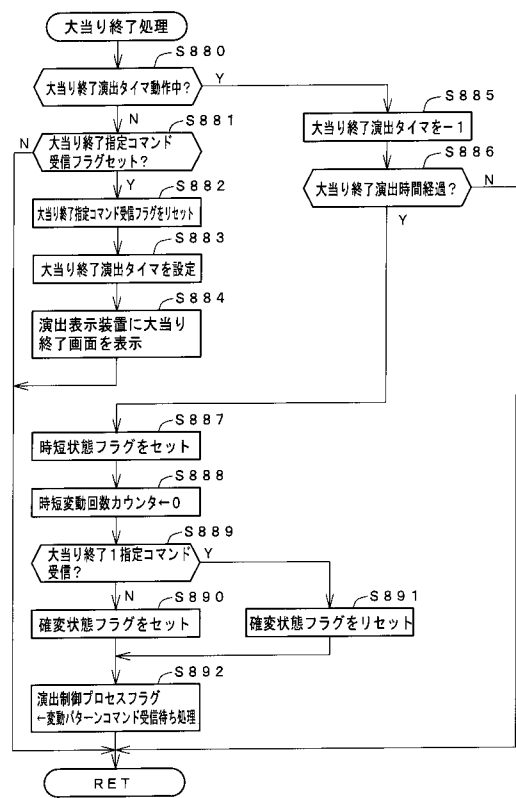 大当り終了処理
S880
大当り終了演出タイマ動作中?
Y
N
S881
大当り終了指定コマンド
受信フラグセット?
N
Y
S882
大当り終了指定コマンド受信フラグをリセット
S883
大当り終了演出タイマを設定
S884
演出表示装置に大当り
終了画面を表示
S885
大当り終了演出タイマを−1
S886
大当り終了演出時間経過?
N
Y
S887
時短状態フラグをセット
S888
時短変動回数カウンタ←0
S889
大当り終了1指定コマンド
受信?
Y
N
S890
確変状態フラグをセット
S891
確変状態フラグをリセット
S892
演出制御プロセスフラグ
←変動パターンコマンド受信待ち処理
RET